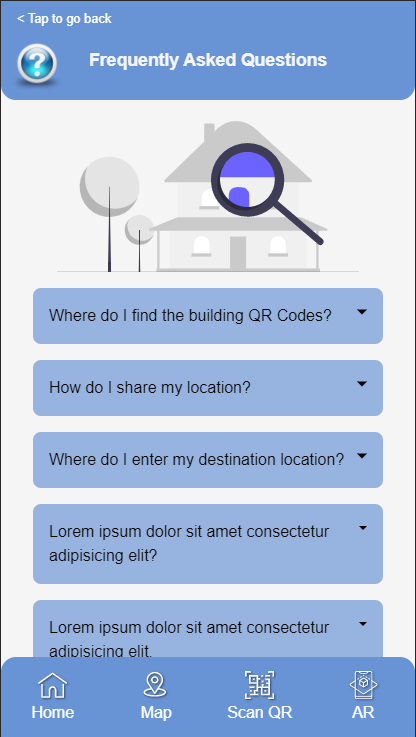 < Tap to go back
Frequently Asked Questions
Where do I find the building QR Codes?
How do I share my location?
Where do I enter my destination location?
Lorem ipsum dolor sit amet consectetur
adipisicing elit?
Lorem ipsum dolor sit amet consectetur
adipisicing elit.
Home
Map
Scan QR
AR